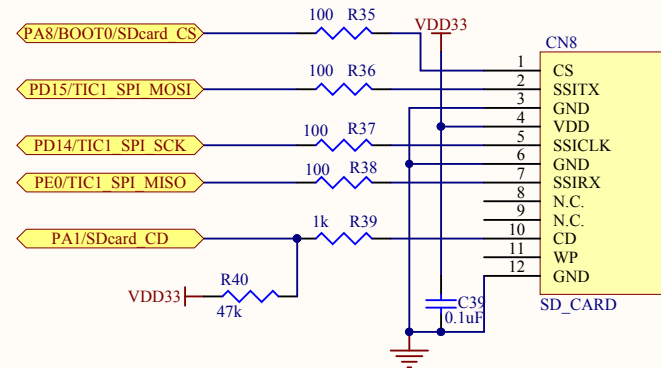 100 R35
VDD33
PA8/BOOT0/SDcard_CS
CN8
1 CS
100 R36
PD15/TIC1_SPI_MOSI
2 SSITX
3 GND
4 VDD
100 R37
PD14/TIC1_SPI_SCK
5 SSICLK
6 GND
100 R38
PE0/TIC1_SPI_MISO
7 SSIRX
8 N.C.
9 N.C.
1k R39
PA1/SDcard_CD
10 CD
11 WP
12 GND
R40
VDD33
47k
C39
0.1uF
SD_CARD